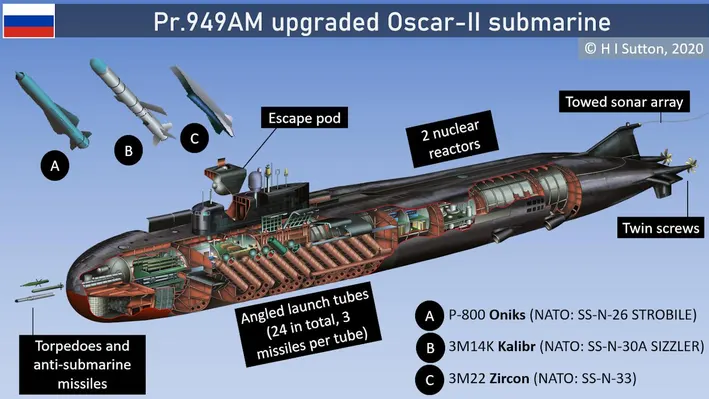 Pr.949AM upgraded Oscar-II submarine
© H I Sutton, 2020
Towed sonar array
Escape pod
2 nuclear
reactors
A
B
C
Twin screws
Angled launch tubes
(24 in total, 3
missiles per tube)
Torpedoes and
anti-submarine
missiles
A P-800 Oniks (NATO: SS-N-26 STROBILE)
B 3M14K Kalibr (NATO: SS-N-30A SIZZLER)
C 3M22 Zircon (NATO: SS-N-33)